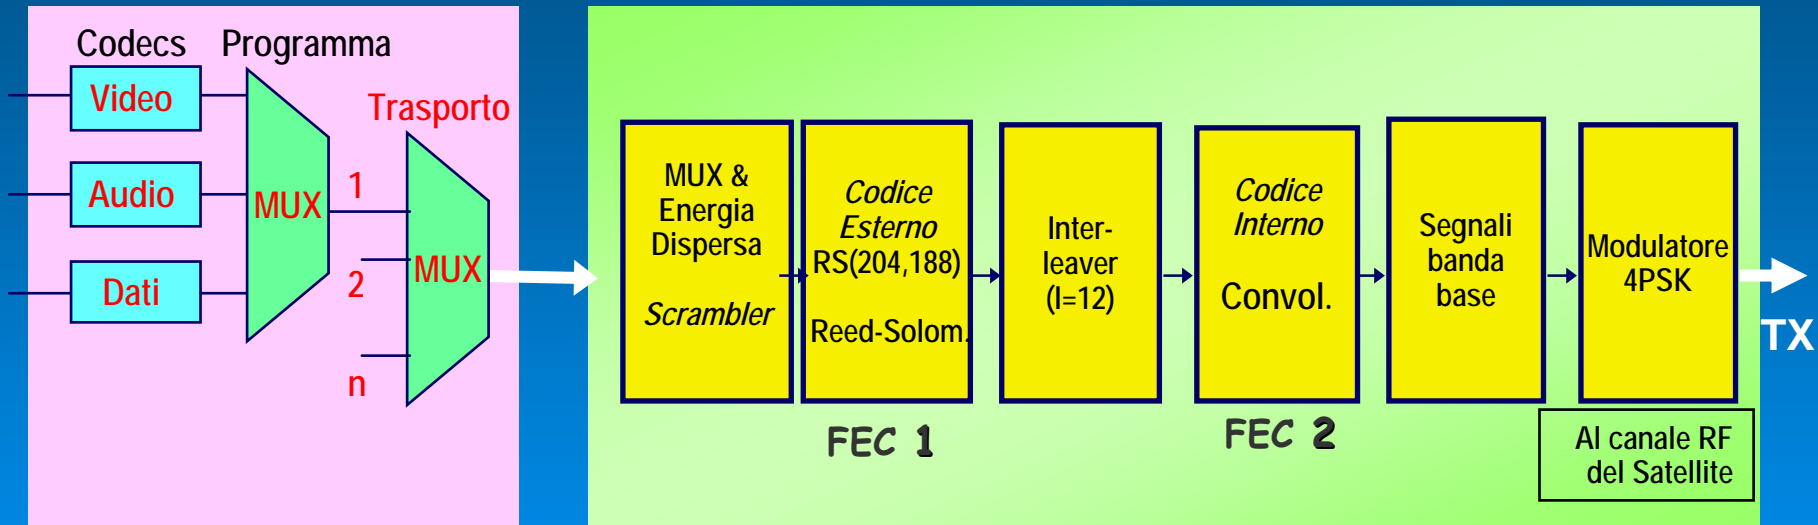 Codecs
Programma
Video
Audio
Dati
MUX
Trasporto
1
2
n
MUX
MUX &
Energia
Dispersa
Scrambler
Codice
Esterno
RS(204,188)
Reed-Solom.
Inter-
leaver
(I=12)
Codice
Interno
Convol.
Segnali
banda
base
Modulatore
4PSK
TX
FEC 1
FEC 2
Al canale RF
del Satellite